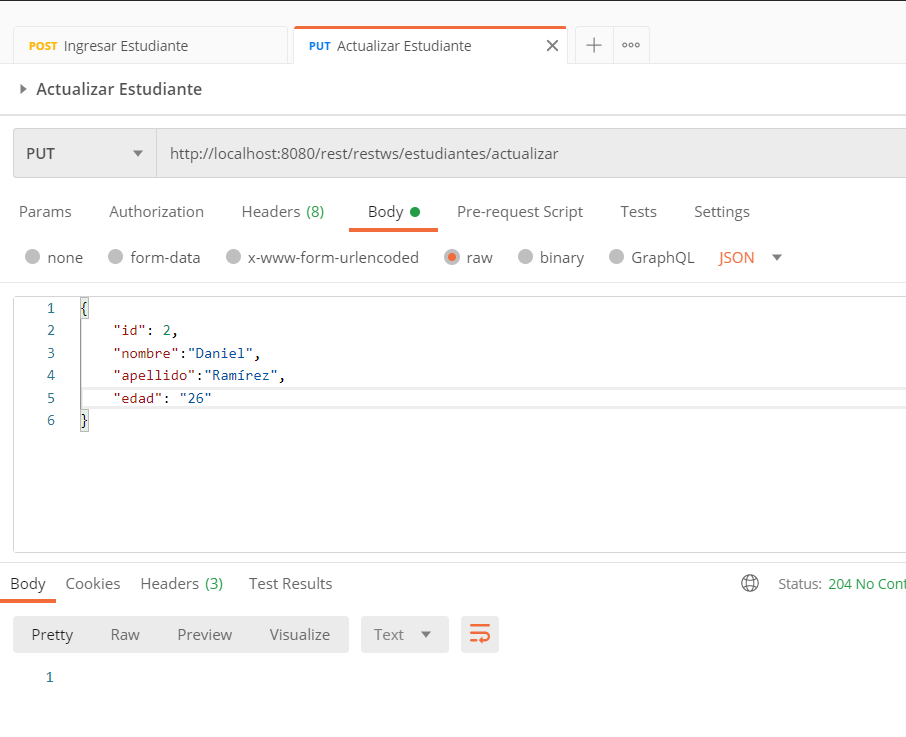 POST Ingresar Estudiante
PUT Actualizar Estudiante
Actualizar Estudiante
PUT
http://localhost:8080/rest/restws/estudiantes/actualizar
Params Authorization Headers (8) Body Pre-request Script Tests Settings
none form-data x-www-form-urlencoded raw binary GraphQL JSON
1 {
2 "id": 2,
3 "nombre":"Daniel",
4 "apellido":"Ramírez",
5 "edad": "26"
6 }
Body Cookies Headers (3) Test Results Status: 204 No Cont
Pretty Raw Preview Visualize Text
1